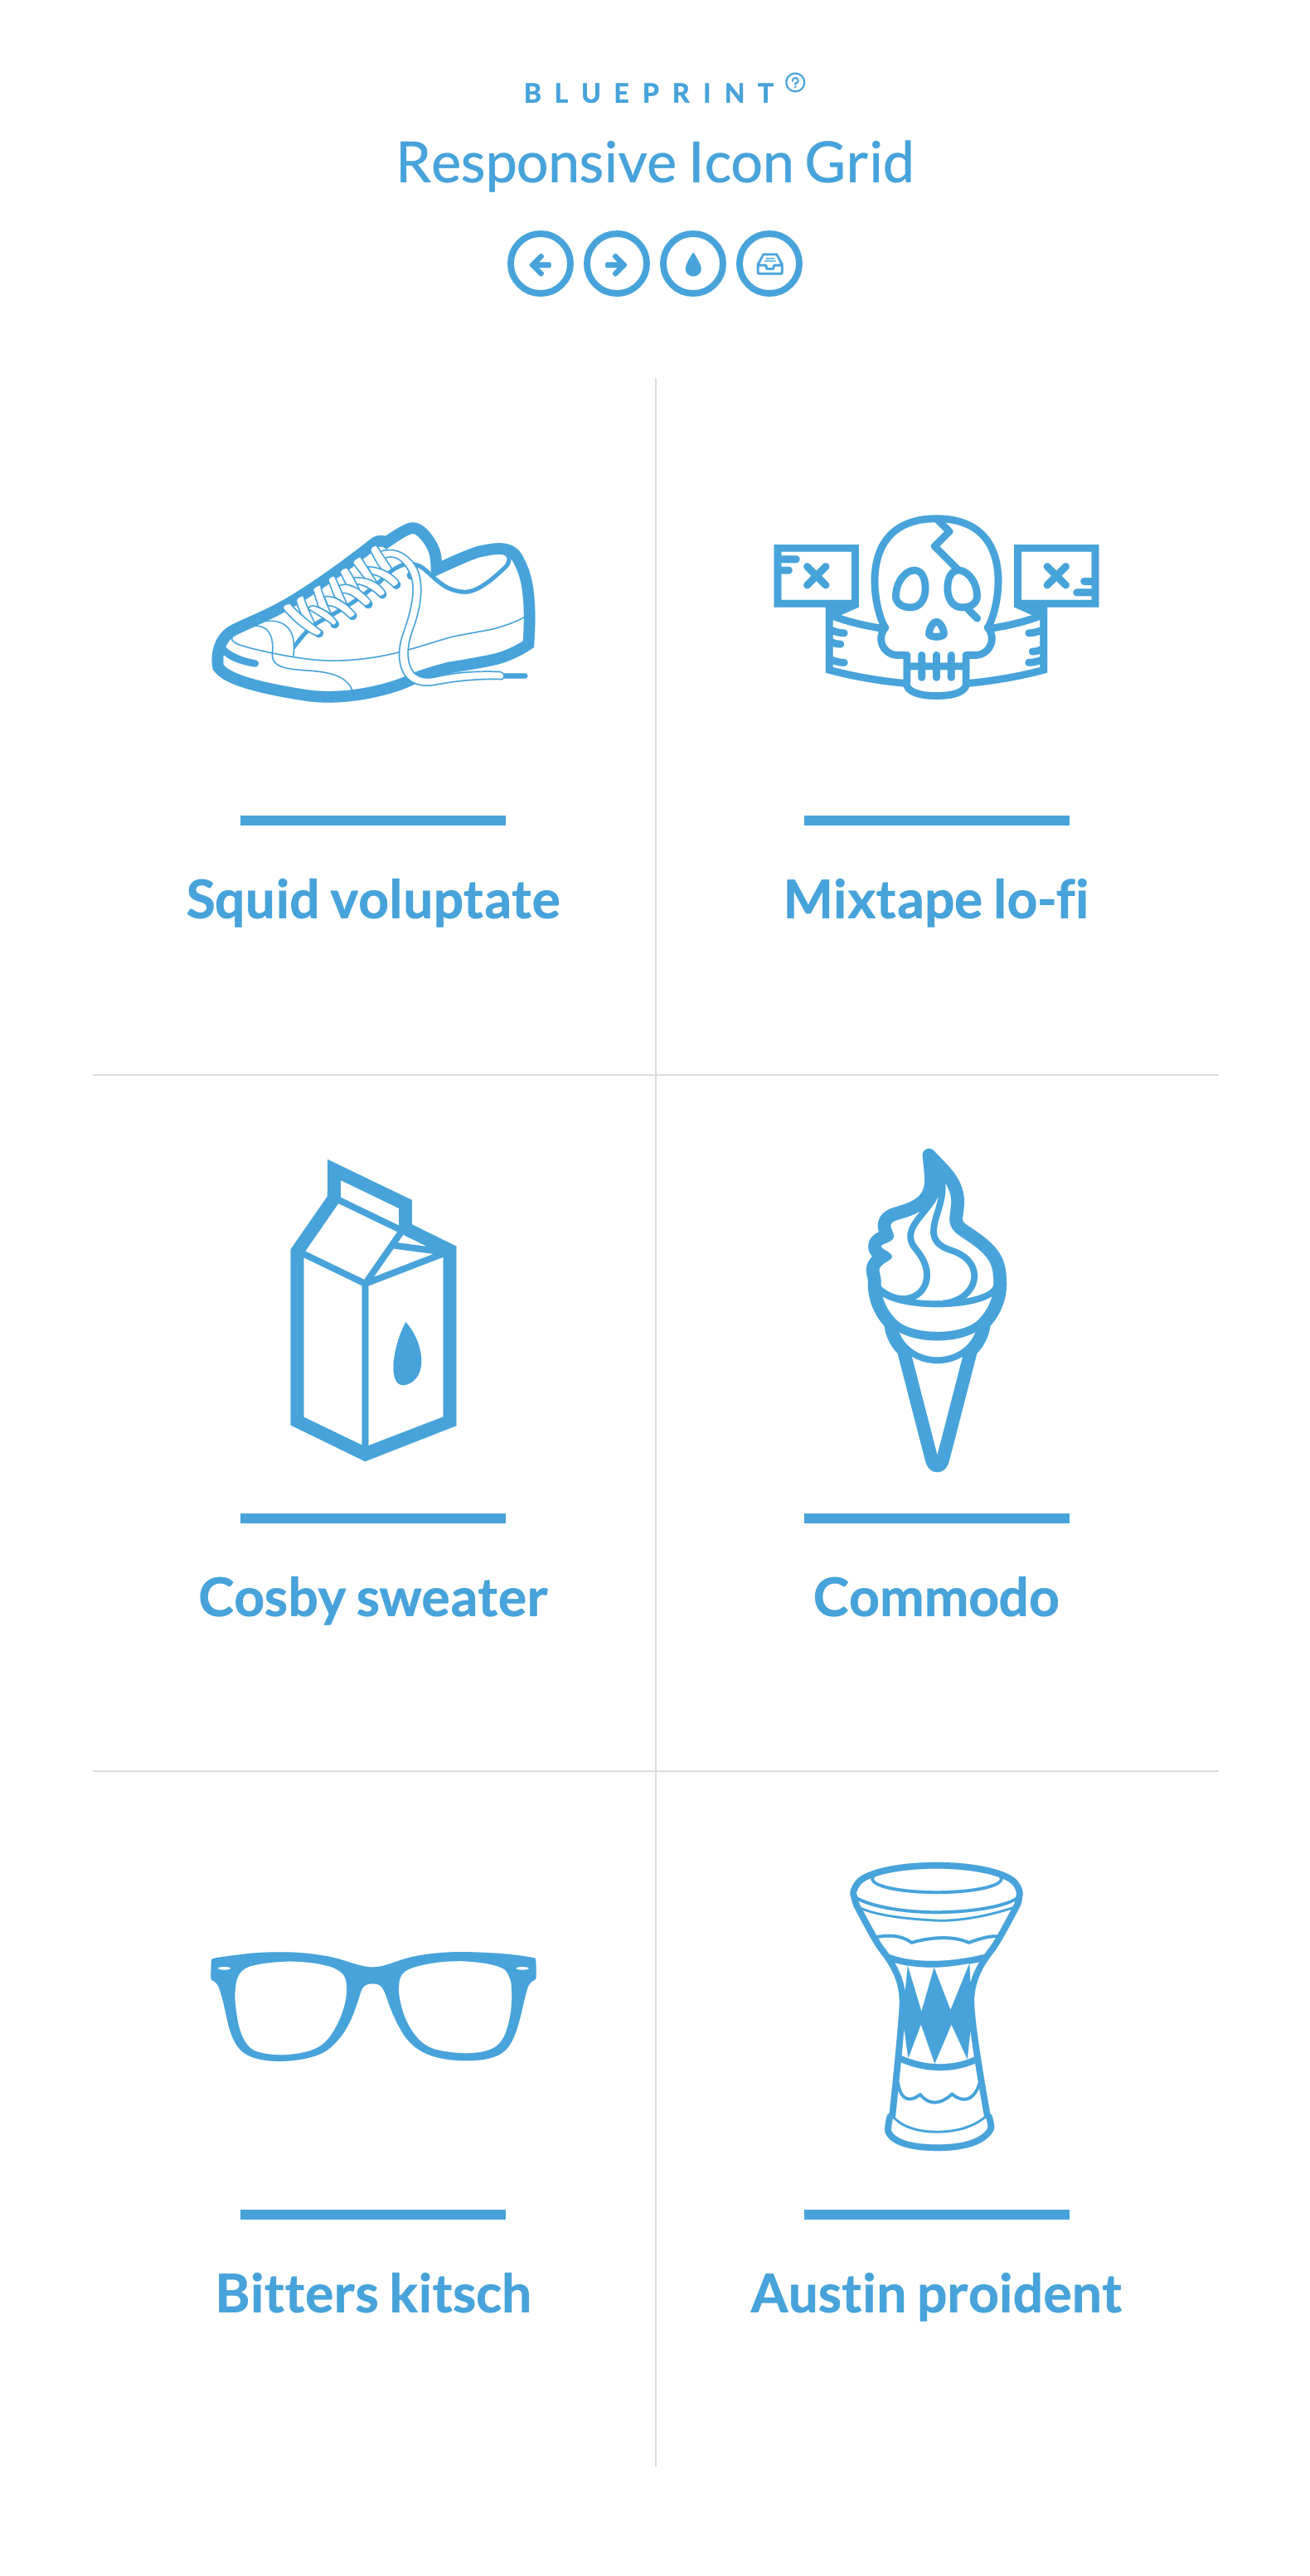 BLUEPRINT ?
Responsive Icon Grid
Squid voluptate
Mixtape lo-fi
Cosby sweater
Commodo
Bitters kitsch
Austin proident